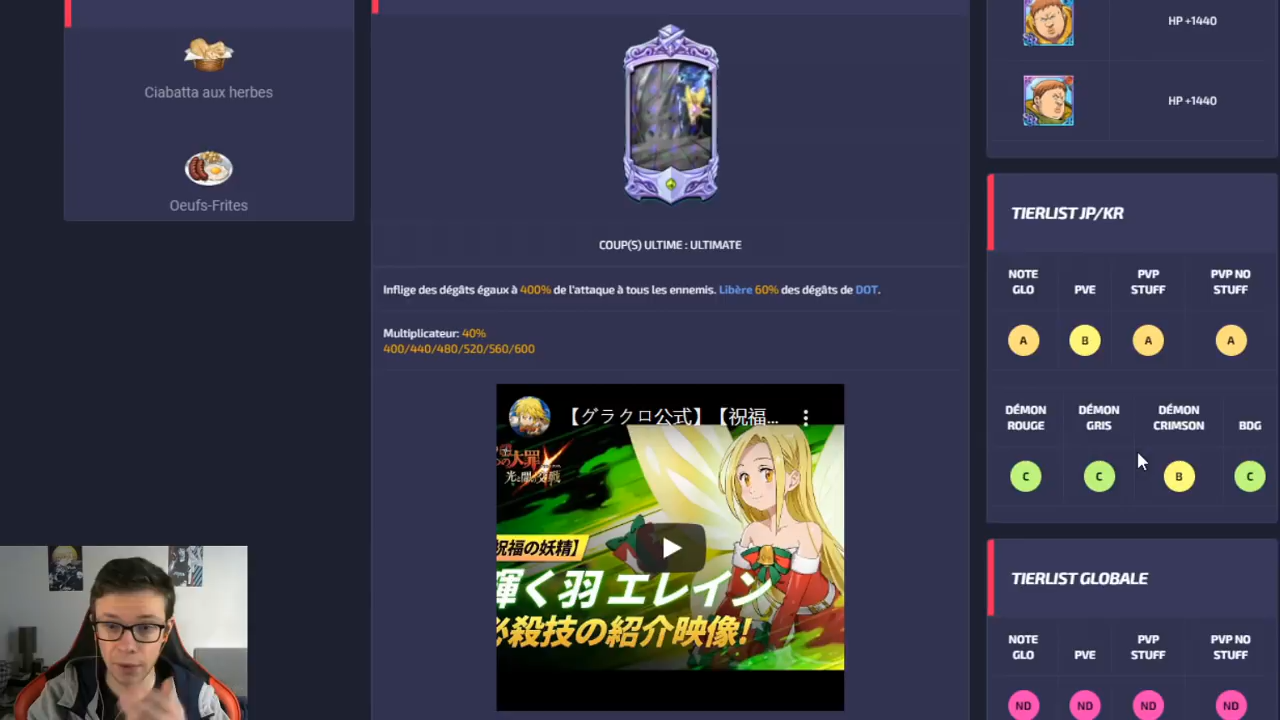 Ciabatta aux herbes
Oeufs-Frites
COUP(S) ULTIME : ULTIMATE
Inflige des dégâts égaux à 400% de l'attaque à tous les ennemis. Libère 60% des dégâts de DOT.
Multiplicateur: 40%
400/440/480/520/560/600
【グラクロ公式】【祝福...
祝福の妖精】
輝く羽 エレイン
必殺技の紹介映像!
HP +1440
HP +1440
TIERLIST JP/KR
NOTE GLO
PVE
PVP STUFF
PVP NO STUFF
A
B
A
A
DÉMON ROUGE
DÉMON GRIS
DÉMON CRIMSON
BDG
C
C
B
C
TIERLIST GLOBALE
NOTE GLO
PVE
PVP STUFF
PVP NO STUFF
ND
ND
ND
ND